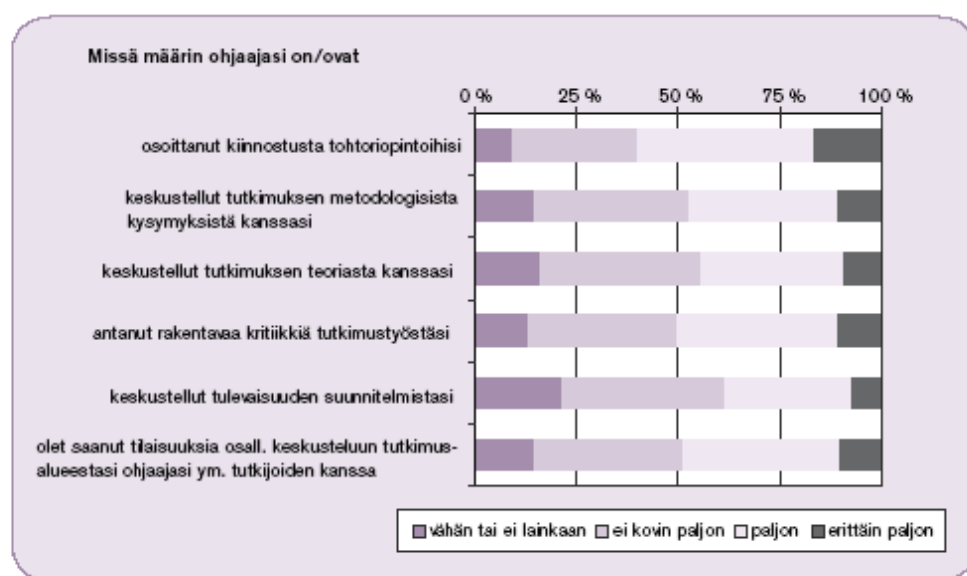 Missä määrin ohjaajasi on/ovat
0 % 25 % 50 % 75 % 100 %
osoittanut kiinnostusta tohtoriopintoihisi
keskustellut tutkimuksen metodologisista
kysymyksistä kanssasi
keskustellut tutkimuksen teoriasta kanssasi
antanut rakentavaa kritiikkiä tutkimustyöstäsi
keskustellut tulevaisuuden suunnitelmistasi
olet saanut tilaisuuksia osall. keskusteluun tutkimus-
alueestasi ohjaajasi ym. tutkijoiden kanssa
vähän tai ei lainkaan ei kovin paljon paljon erittäin paljon